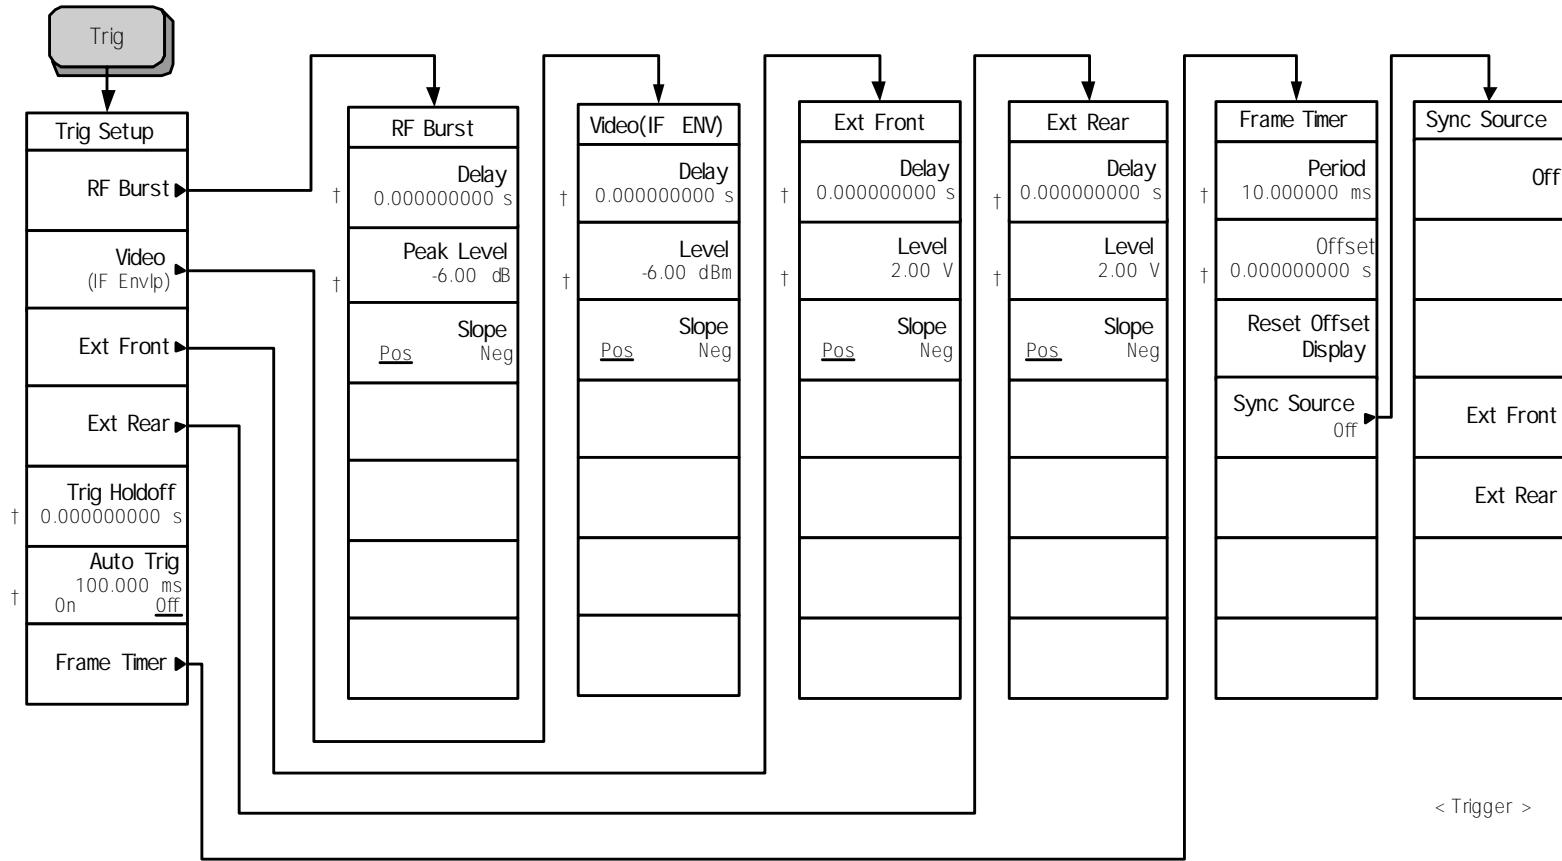 Trig
Trig Setup
RF Burst
Video
(IF Envlp)
Ext Front
Ext Rear
Trig Holdoff
† 0.000000000 s
Auto Trig
100.000 ms
†
On Off
Frame Timer
RF Burst
Delay
† 0.000000000 s
Peak Level
-6.00 dB
†
Slope
Pos Neg
Video(IF ENV)
Delay
† 0.000000000 s
Level
-6.00 dBm
†
Slope
Pos Neg
Ext Front
Delay
† 0.000000000 s
Level
2.00 V
†
Slope
Pos Neg
Ext Rear
Delay
† 0.000000000 s
Level
2.00 V
†
Slope
Pos Neg
Frame Timer
Period
† 10.000000 ms
Offset
† 0.000000000 s
Reset Offset
Display
Sync Source
Off
Sync Source
Off
Ext Front
Ext Rear
< Trigger >